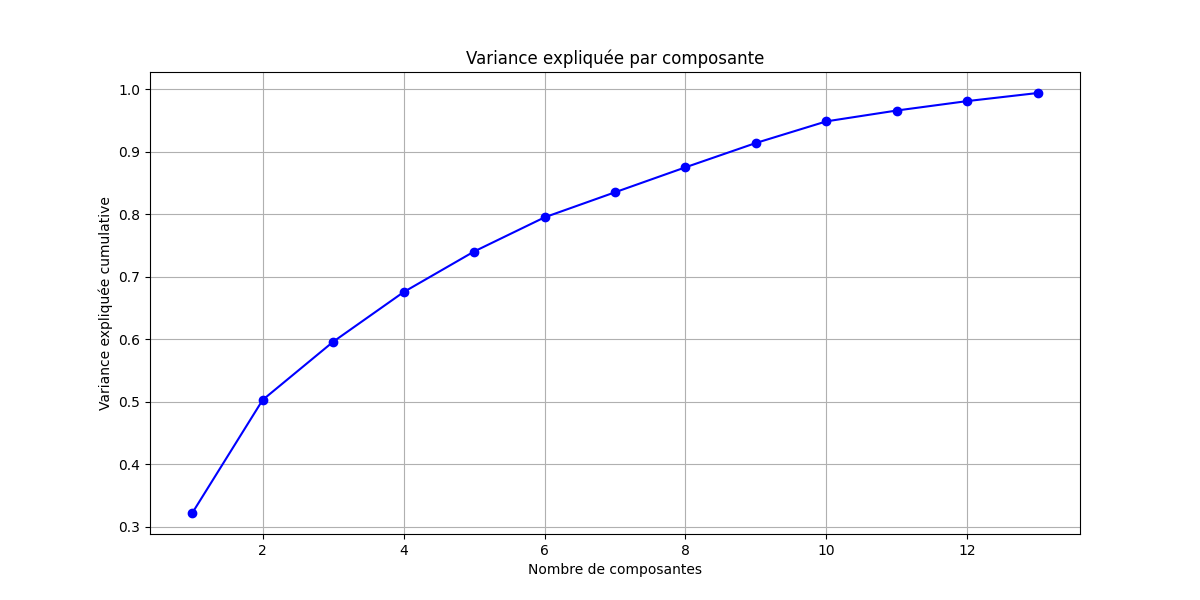 Variance expliquée par composante
1.0
0.9
0.8
0.7
0.6
0.5
0.4
0.3
Variance expliquée cumulative
2 4 6 8 10 12
Nombre de composantes